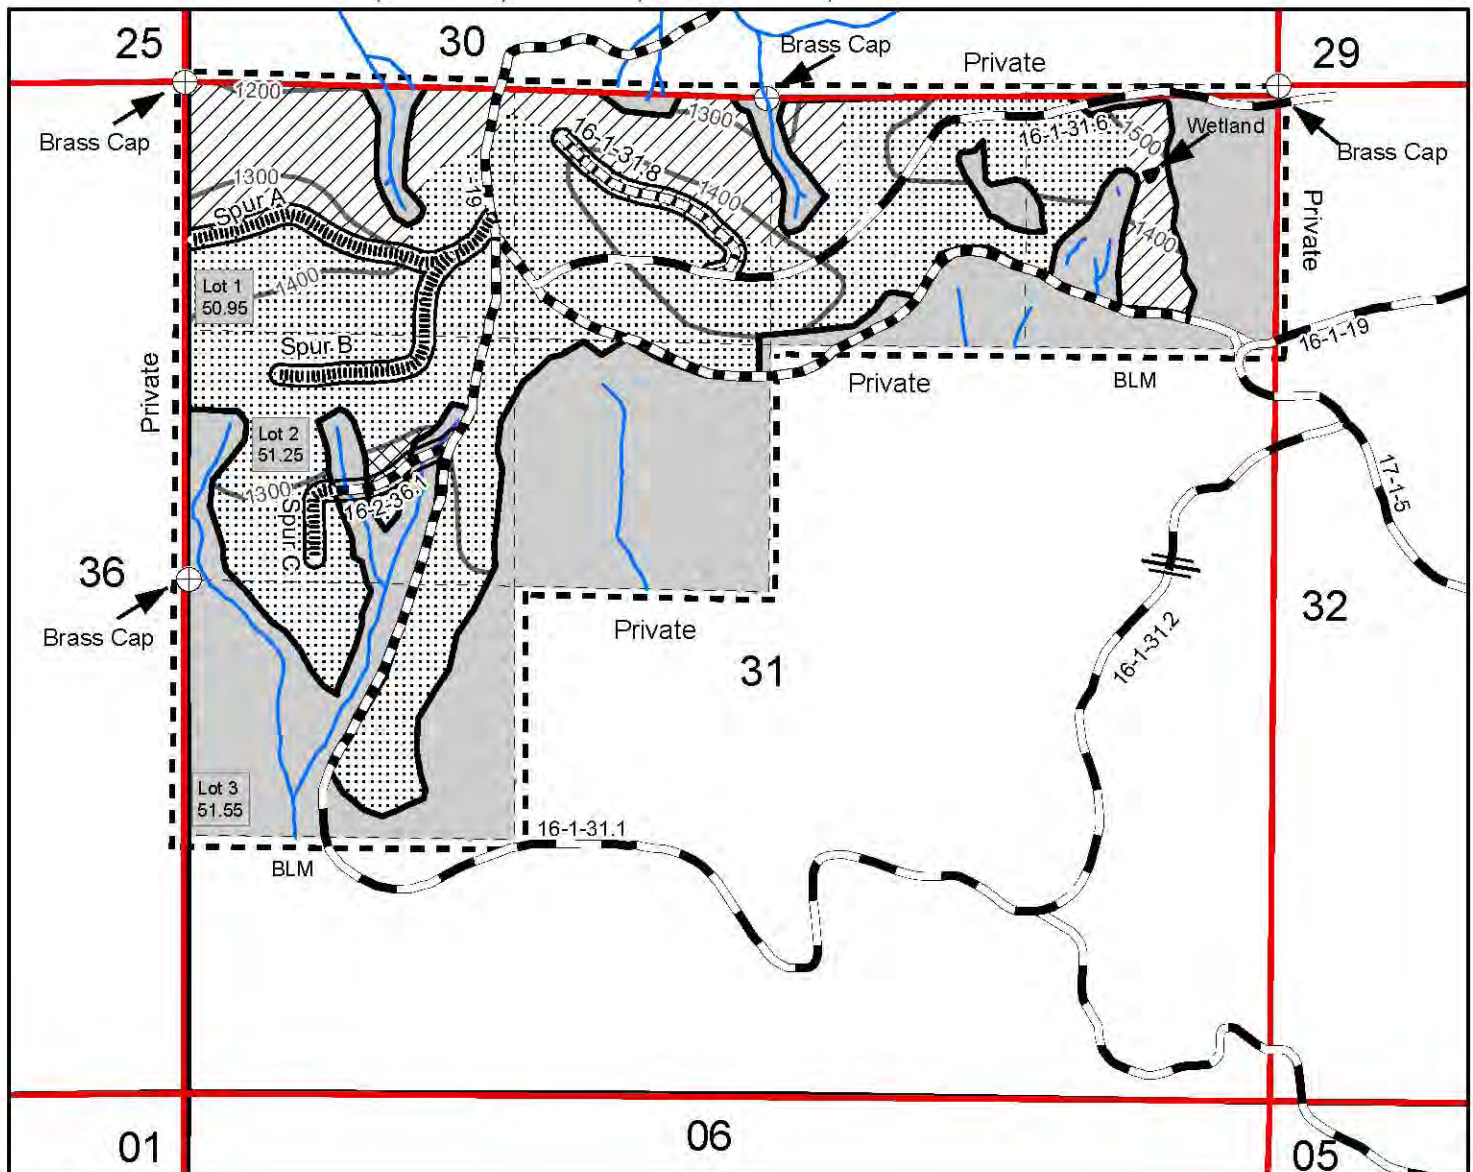 25
30
Brass Cap
Private
29
Brass Cap
1200
1300
16-1-31.6
1500
Wetland
Brass Cap
16-1-31.8
1300
Spur A
-19
1400
1400
Private
1400
Lot 1
50.95
Spur B
16-1-19
Private
Private
BLM
Lot 2
51.25
1300
Spur C
16-2-36.1
17-1-5
36
Brass Cap
Private
31
32
16-1-31.2
Lot 3
51.55
16-1-31.1
BLM
01
06
05